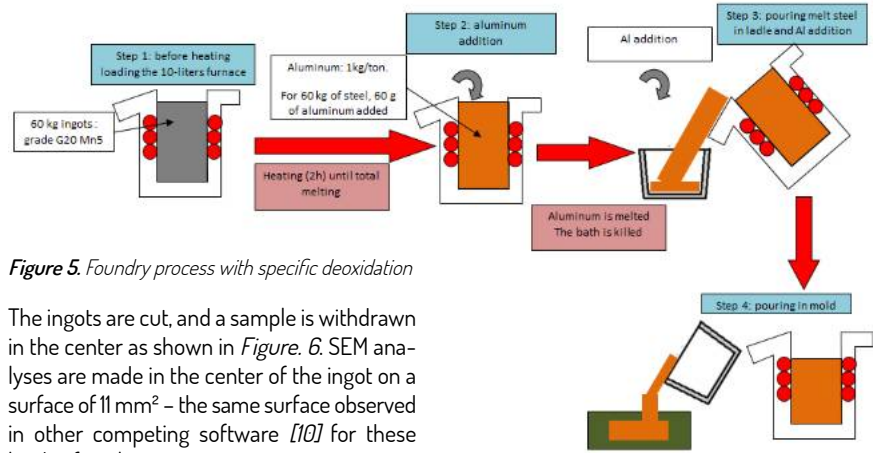 Step 1: before heating
loading the 10-liters furnace
60 kg ingots :
grade G20 Mn5
Step 2: aluminum
addition
Aluminum: 1kg/ton.
For 60 kg of steel, 60 g
of aluminum added
Heating (2h) until total
melting
Al addition
Step 3: pouring melt steel
in ladle and Al addition
Aluminum is melted
The bath is killed
Step 4: pouring in mold
Figure 5. Foundry process with specific deoxidation
The ingots are cut, and a sample is withdrawn
in the center as shown in Figure. 6. SEM ana-
lyses are made in the center of the ingot on a
surface of 11 mm² – the same surface observed
in other competing software [10] for these